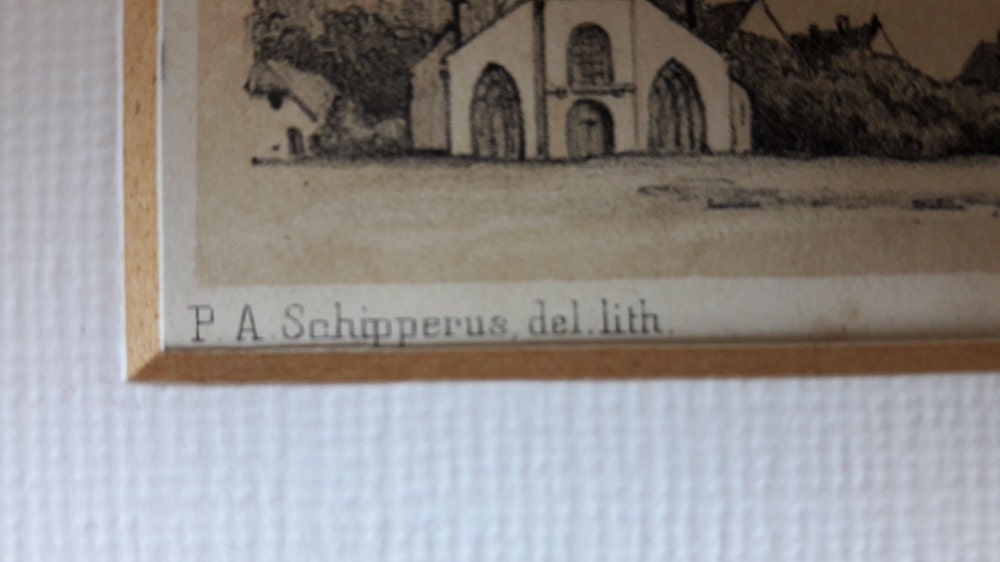 P. A. Schipperus, del. lith.